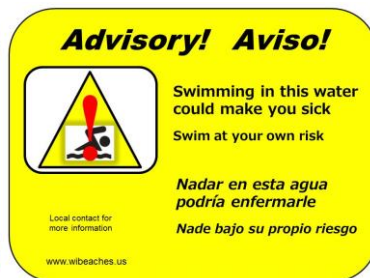 Advisory! Aviso!
Swimming in this water
could make you sick
Swim at your own risk
Nadar en esta agua
podría enfermarle
Nade bajo su propio riesgo
Local contact for
more information
www.wibeaches.us